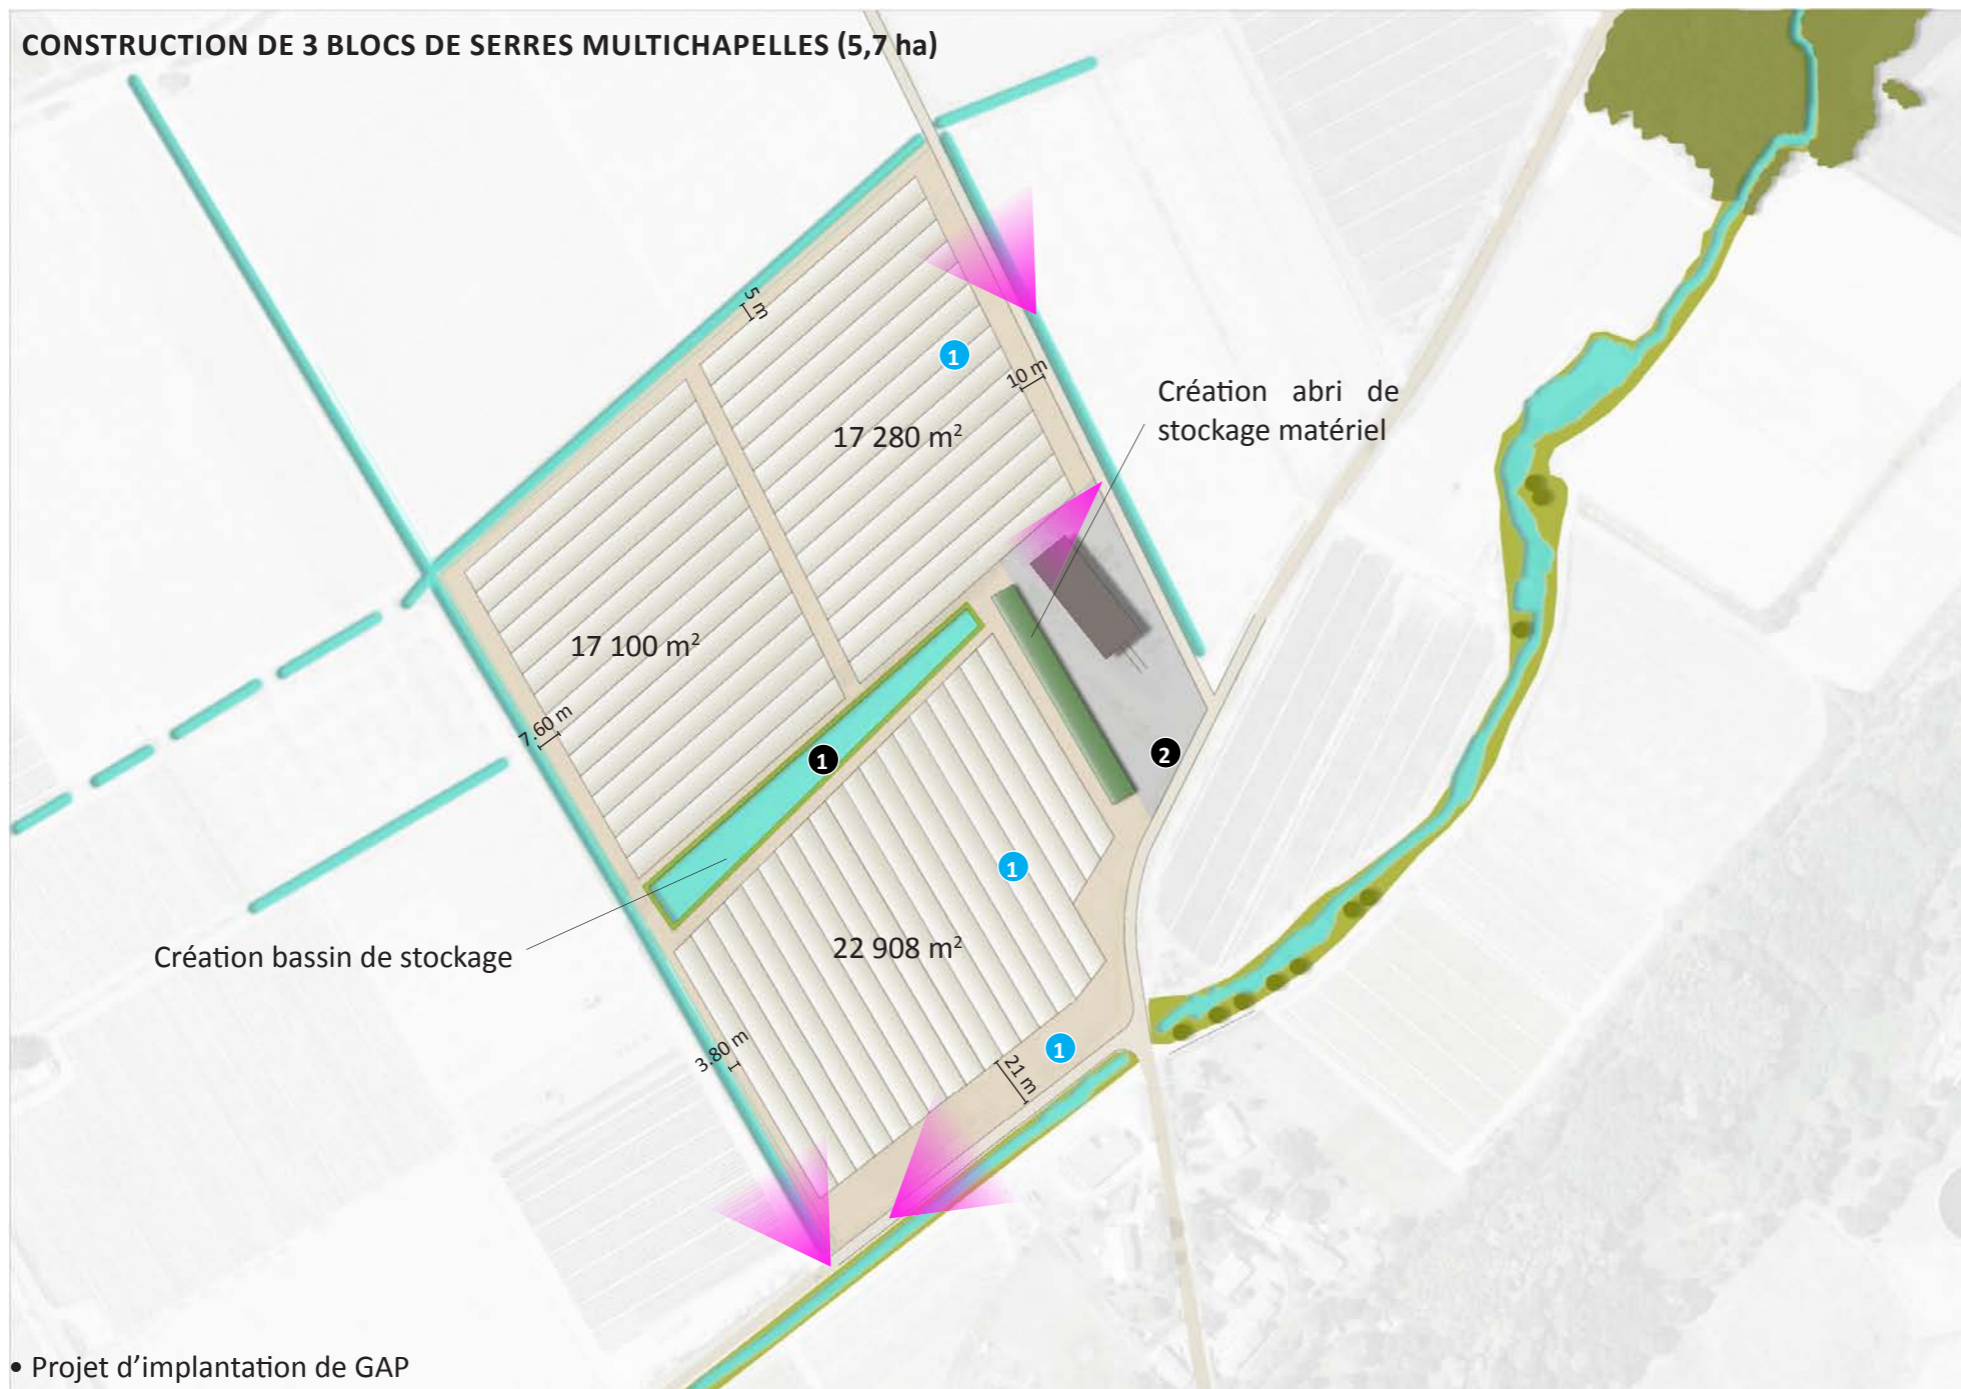 CONSTRUCTION DE 3 BLOCS DE SERRES MULTICHAPELLES (5,7 ha)
5 m
1
10 m
Création abri de
stockage matériel
17 280 m²
17 100 m²
7.60 m
1
2
1
22 908 m²
Création bassin de stockage
3.80 m
1
21 m
• Projet d’implantation de GAP